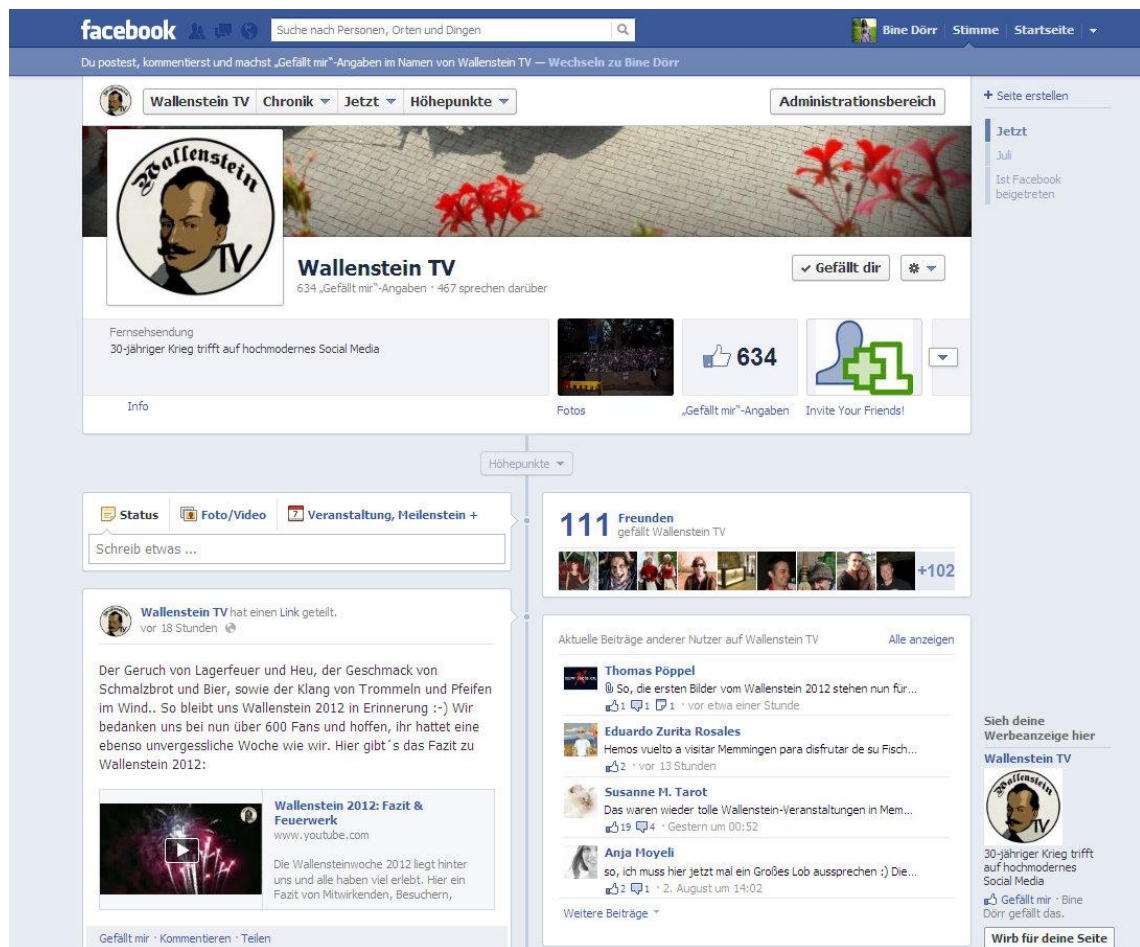 facebook
Suche nach Personen, Orten und Dingen
Bine Dörr Stimme Startseite
Du postest, kommentierst und machst „Gefällt mir“-Angaben im Namen von Wallenstein TV — Wechseln zu Bine Dörr
Wallenstein TV Chronik Jetzt Höhepunkte
Administrationsbereich
+ Seite erstellen
Jetzt
Juli
Ist Facebook
beigetreten
Wallenstein
TV
Wallenstein TV
634 „Gefällt mir“-Angaben · 467 sprechen darüber
✓ Gefällt dir
Fernsehsendung
30-jähriger Krieg trifft auf hochmodernes Social Media
Info
634
+1
Fotos
„Gefällt mir“-Angaben
Invite Your Friends!
Höhepunkte
Status
Foto/Video
7
Veranstaltung, Meilenstein +
Schreib etwas ...
Wallenstein TV hat einen Link geteilt.
vor 18 Stunden
Der Geruch von Lagerfeuer und Heu, der Geschmack von
Schmalzbrot und Bier, sowie der Klang von Trommeln und Pfeifen
im Wind.. So bleibt uns Wallenstein 2012 in Erinnerung :-) Wir
bedanken uns bei nun über 600 Fans und hoffen, ihr hattet eine
ebenso unvergessliche Woche wie wir. Hier gibt´s das Fazit zu
Wallenstein 2012:
Wallenstein 2012: Fazit &
Feuerwerk
www.youtube.com
Die Wallensteinwoche 2012 liegt hinter
uns und alle haben viel erlebt. Hier ein
Fazit von Mitwirkenden, Besuchern,
Gefällt mir · Kommentieren · Teilen
111 Freunden
gefällt Wallenstein TV
+102
Aktuelle Beiträge anderer Nutzer auf Wallenstein TV
Alle anzeigen
Thomas Pöppel
So, die ersten Bilder vom Wallenstein 2012 stehen nun für...
1 1 1 · vor etwa einer Stunde
Eduardo Zurita Rosales
Hemos vuelto a visitar Memmingen para disfrutar de su Fisch...
2 · vor 13 Stunden
Susanne M. Tarot
Das waren wieder tolle Wallenstein-Veranstaltungen in Mem...
19 4 · Gestern um 00:52
Anja Moyeli
so, ich muss hier jetzt mal ein Großes Lob aussprechen :) Die...
2 1 · 2. August um 14:02
Weitere Beiträge
Sieh deine
Werbeanzeige hier
Wallenstein TV
Wallenstein
TV
30-jähriger Krieg trifft
auf hochmodernes
Social Media
Gefällt mir · Bine
Dörr gefällt das.
Wirb für deine Seite